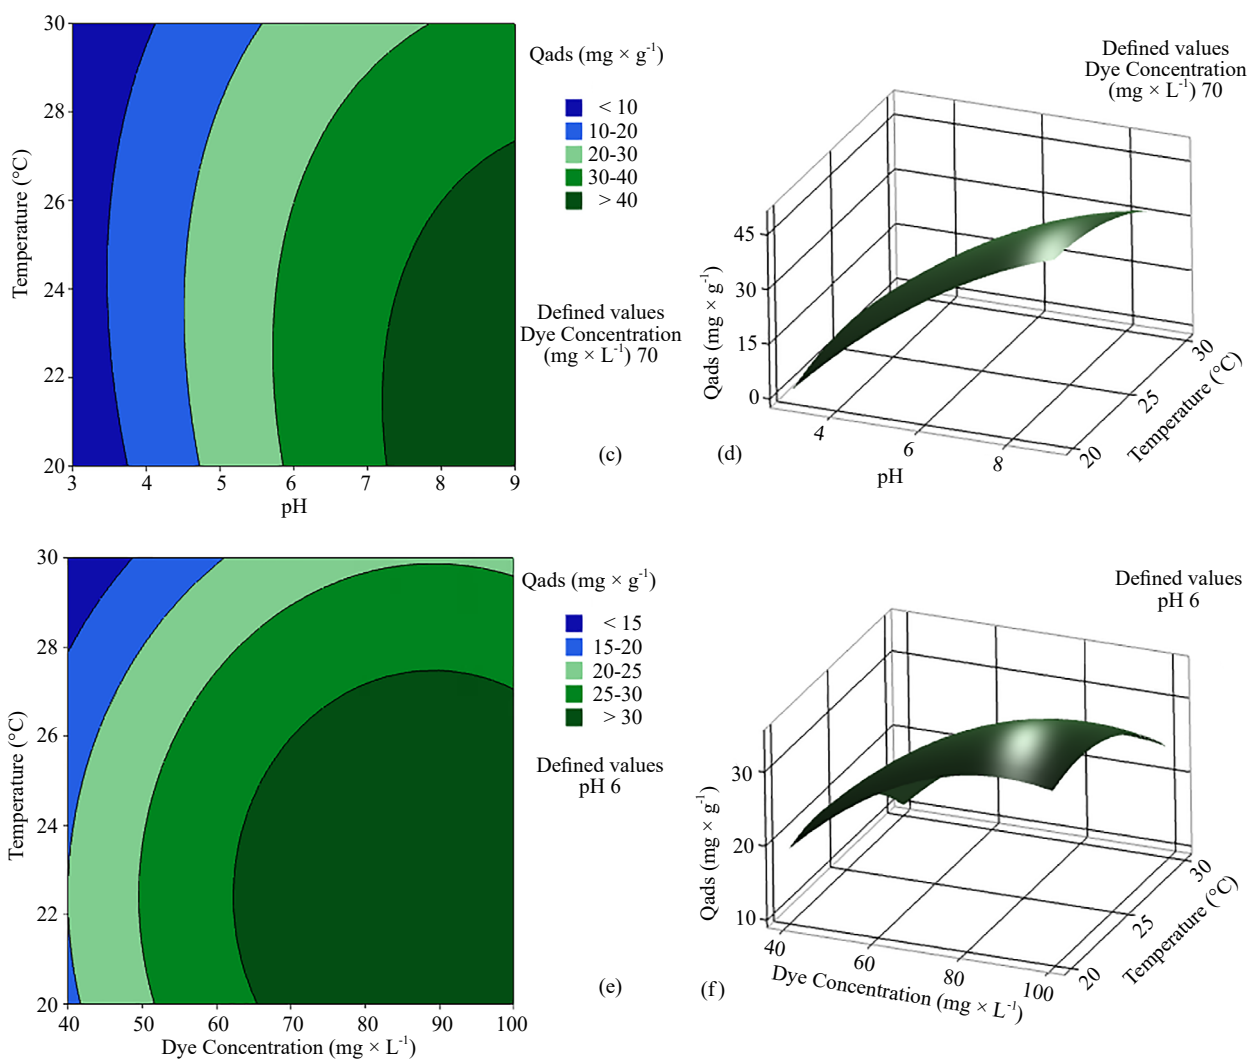 30
28
26
24
22
20
Temperature (°C)
3 4 5 6 7 8 9
pH
Qads (mg × g⁻¹)
< 10
10-20
20-30
30-40
> 40
Defined values
Dye Concentration
(mg × L⁻¹) 70
(c)
Defined values
Dye Concentration
(mg × L⁻¹) 70
45
30
15
0
Qads (mg × g⁻¹)
4 6 8
pH
20 25 30
Temperature (°C)
(d)
30
28
26
24
22
20
Temperature (°C)
40 50 60 70 80 90 100
Dye Concentration (mg × L⁻¹)
Qads (mg × g⁻¹)
< 15
15-20
20-25
25-30
> 30
Defined values
pH 6
(e)
Defined values
pH 6
30
20
10
Qads (mg × g⁻¹)
40 60 80 100
Dye Concentration (mg × L⁻¹)
20 25 30
Temperature (°C)
(f)